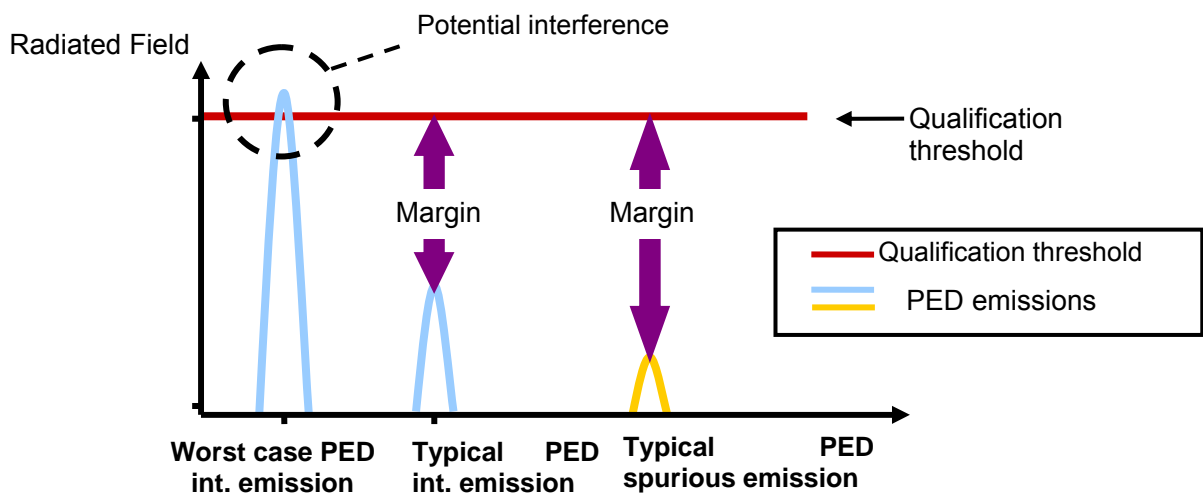 Potential interference
Radiated Field
Qualification
threshold
Margin
Margin
Qualification threshold
PED emissions
Worst case PED
int. emission
Typical PED
int. emission
Typical PED
spurious emission